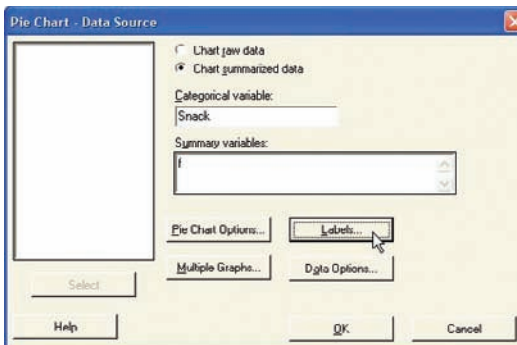 Pie Chart - Data Source
Chart raw data
Chart summarized data
Categorical variable:
Snack
Summary variables:
f
Pie Chart Options...
Labels...
Multiple Graphs...
Data Options...
Select
Help
OK
Cancel